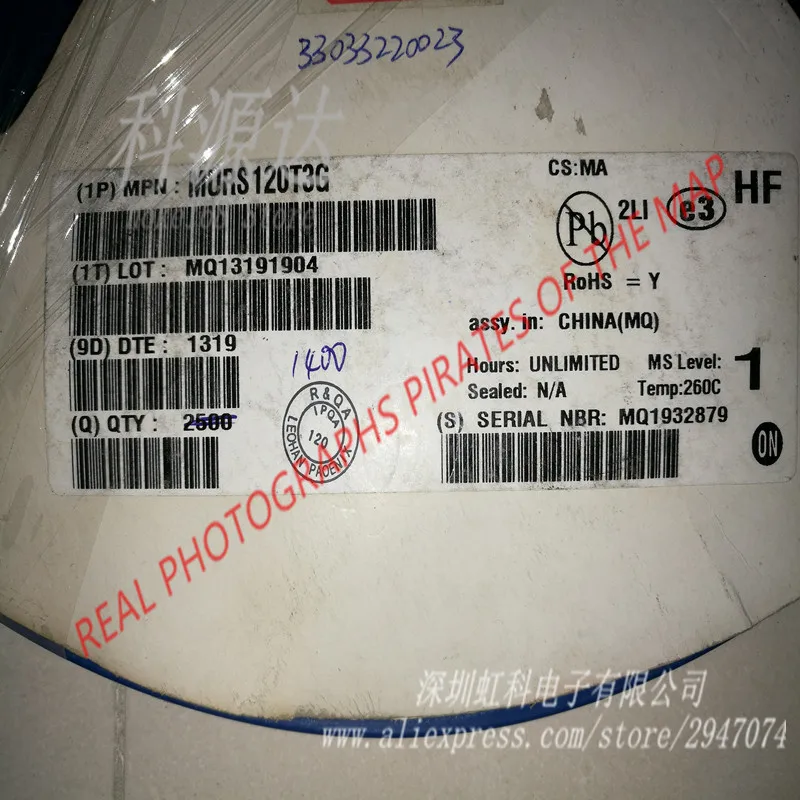 33033220023
科源达
(1P) MPN : MURS120T3G
CS:MA
Pb
2LI
e3
HF
(1T) LOT : MQ13191904
RoHS = Y
assy. in: CHINA(MQ)
(9D) DTE : 1319
1400
Hours: UNLIMITED MS Level: 1
Sealed: N/A Temp:260C
(Q) QTY : 2500
R & QA
IPQA
120
LEOHAM PHOENIX
(S) SERIAL NBR: MQ1932879
ON
REAL PHOTOGRAPHS PIRATES OF THE MAP
深圳虹科电子有限公司
www.aliexpress.com/store/2947074